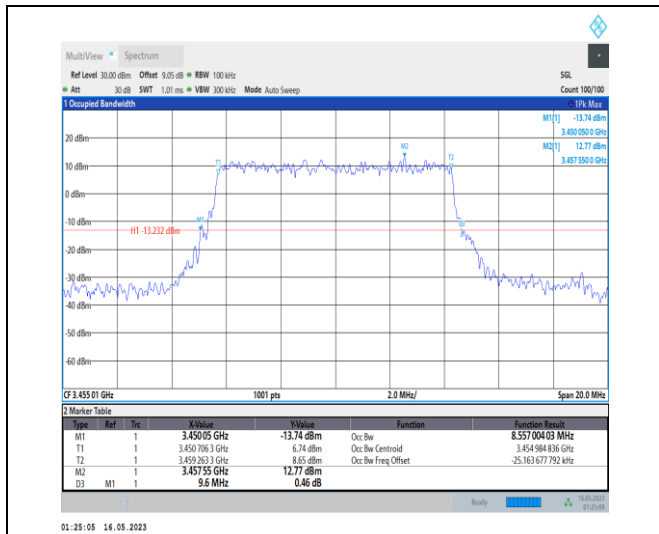 MultiView Spectrum
Ref Level 30.00 dBm Offset 9.05 dB RBW 100 kHz SGL
Att 30 dB SWT 1.01 ms VBW 300 kHz Mode Auto Sweep Count 100/100
1 Occupied Bandwidth 1Pk Max
M1[1] -13.74 dBm
3.450 050 0 GHz
M2[1] 12.77 dBm
3.457 550 0 GHz
20 dBm
M2
T1 T2
10 dBm
0 dBm
-10 dBm
M1
H1 -13.232 dBm
-20 dBm
-30 dBm
-40 dBm
-50 dBm
-60 dBm
CF 3.455 01 GHz 1001 pts 2.0 MHz/ Span 20.0 MHz
2 Marker Table
Type Ref Trc X-Value Y-Value Function Function Result
M1 1 3.450 05 GHz -13.74 dBm Occ Bw 8.557 004 03 MHz
T1 1 3.450 706 3 GHz 6.74 dBm Occ Bw Centroid 3.454 984 836 GHz
T2 1 3.459 263 3 GHz 8.65 dBm Occ Bw Freq Offset -25.163 677 792 kHz
M2 1 3.457 55 GHz 12.77 dBm
D3 M1 1 9.6 MHz 0.46 dB
Ready 16.05.2023
01:25:04
01:25:05 16.05.2023